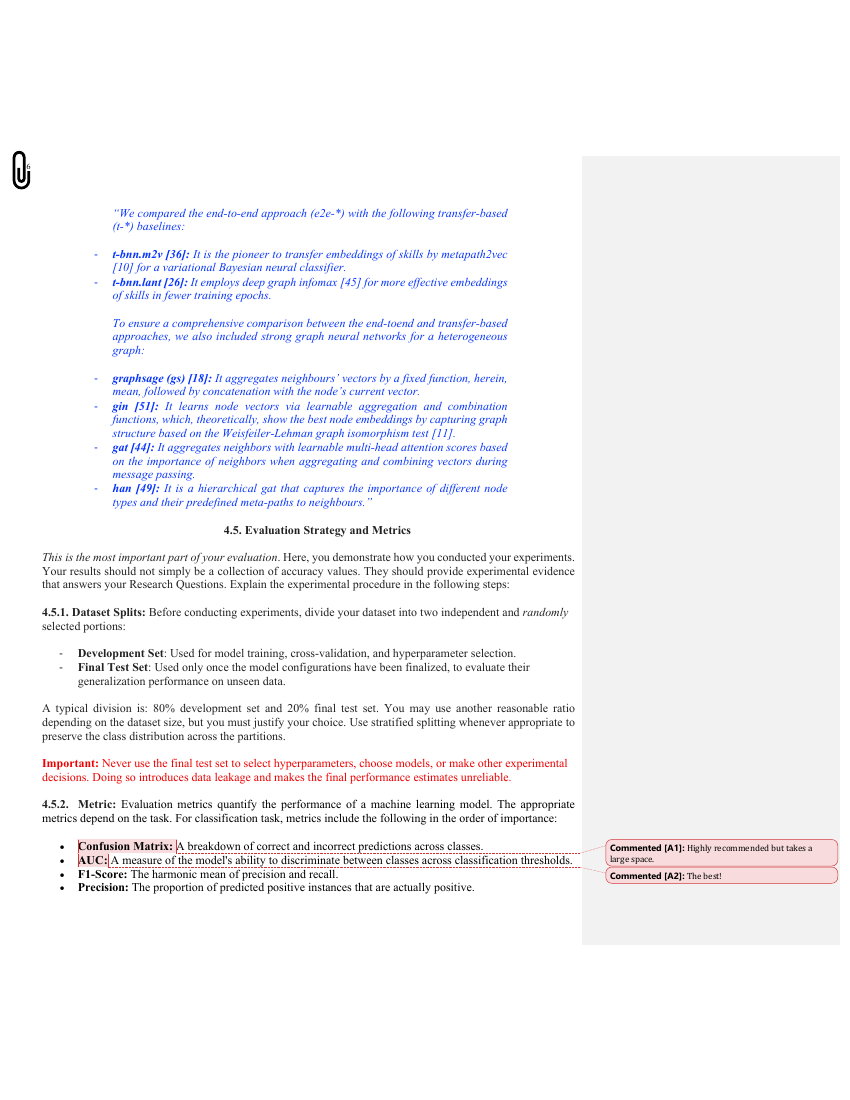 6
“We compared the end-to-end approach (e2e-*) with the following transfer-based
(t-*) baselines:
- t-bnn.m2v [36]: It is the pioneer to transfer embeddings of skills by metapath2vec
[10] for a variational Bayesian neural classifier.
- t-bnn.lant [26]: It employs deep graph infomax [45] for more effective embeddings
of skills in fewer training epochs.
To ensure a comprehensive comparison between the end-toend and transfer-based
approaches, we also included strong graph neural networks for a heterogeneous
graph:
- graphsage (gs) [18]: It aggregates neighbours’ vectors by a fixed function, herein,
mean, followed by concatenation with the node’s current vector.
- gin [51]: It learns node vectors via learnable aggregation and combination
functions, which, theoretically, show the best node embeddings by capturing graph
structure based on the Weisfeiler-Lehman graph isomorphism test [11].
- gat [44]: It aggregates neighbors with learnable multi-head attention scores based
on the importance of neighbors when aggregating and combining vectors during
message passing.
- han [49]: It is a hierarchical gat that captures the importance of different node
types and their predefined meta-paths to neighbours.”
4.5. Evaluation Strategy and Metrics
This is the most important part of your evaluation. Here, you demonstrate how you conducted your experiments.
Your results should not simply be a collection of accuracy values. They should provide experimental evidence
that answers your Research Questions. Explain the experimental procedure in the following steps:
4.5.1. Dataset Splits: Before conducting experiments, divide your dataset into two independent and randomly
selected portions:
- Development Set: Used for model training, cross-validation, and hyperparameter selection.
- Final Test Set: Used only once the model configurations have been finalized, to evaluate their
generalization performance on unseen data.
A typical division is: 80% development set and 20% final test set. You may use another reasonable ratio
depending on the dataset size, but you must justify your choice. Use stratified splitting whenever appropriate to
preserve the class distribution across the partitions.
Important: Never use the final test set to select hyperparameters, choose models, or make other experimental
decisions. Doing so introduces data leakage and makes the final performance estimates unreliable.
4.5.2. Metric: Evaluation metrics quantify the performance of a machine learning model. The appropriate
metrics depend on the task. For classification task, metrics include the following in the order of importance:
• Confusion Matrix: A breakdown of correct and incorrect predictions across classes.
• AUC: A measure of the model's ability to discriminate between classes across classification thresholds.
• F1-Score: The harmonic mean of precision and recall.
• Precision: The proportion of predicted positive instances that are actually positive.
Commented [A1]: Highly recommended but takes a
large space.
Commented [A2]: The best!